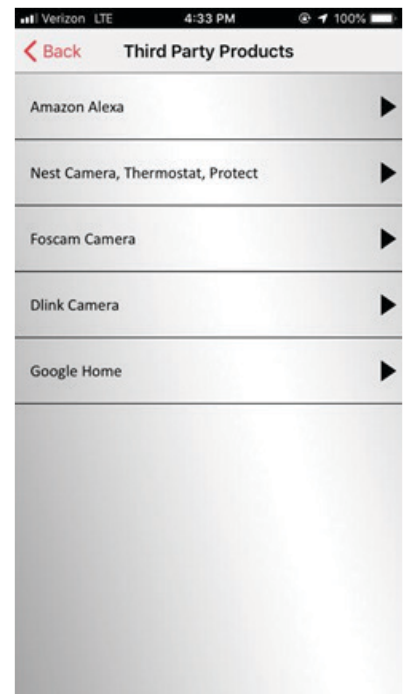 Verizon LTE 4:33 PM 100%
Back Third Party Products
Amazon Alexa
Nest Camera, Thermostat, Protect
Foscam Camera
Dlink Camera
Google Home